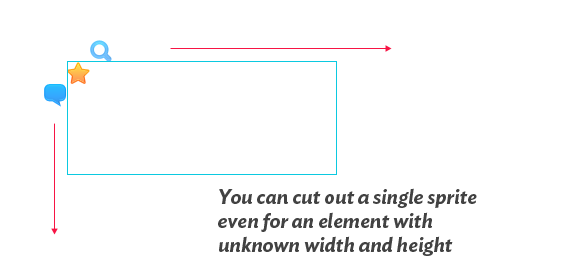 You can cut out a single sprite
even for an element with
unknown width and height